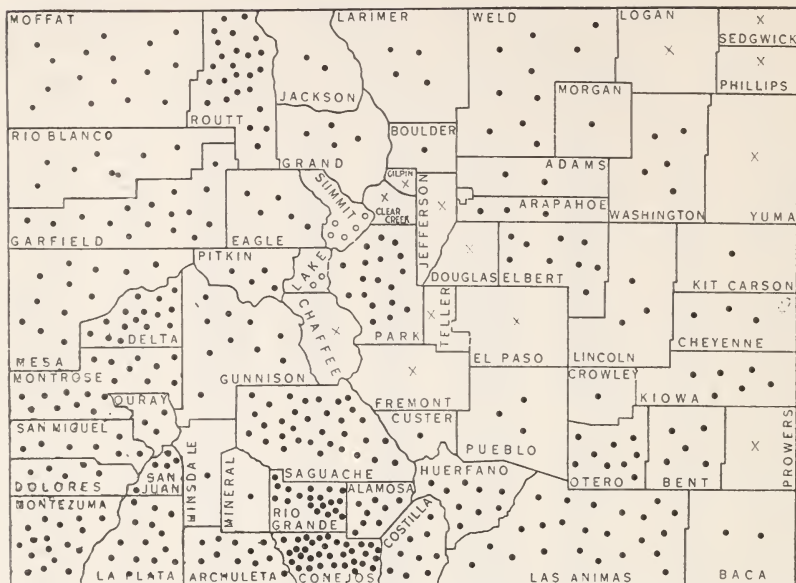 MOFFAT
LARIMER
WELD
LOGAN
SEDGWICK
PHILLIPS
JACKSON
MORGAN
ROUTT
RIO BLANCO
BOULDER
GRAND
GILPIN
ADAMS
SUMMIT
CLEAR
CREEK
JEFFERSON
ARAPAHOE
WASHINGTON
YUMA
GARFIELD
EAGLE
PITKIN
LAKE
DOUGLAS
ELBERT
KIT CARSON
CHAFFEE
TELLER
DELTA
PARK
MESA
EL PASO
LINCOLN
CHEYENNE
MONTROSE
GUNNISON
CROWLEY
KIOWA
OURAY
FREMONT
CUSTER
SAN MIGUEL
PUEBLO
PROWERS
HINSDALE
MINERAL
DOLORES
SAN
JUAN
SAGUACHE
HUERFANO
OTERO
BENT
MONTEZUMA
RIO
GRANDE
ALAMOSA
COSTILLA
LA PLATA
ARCHULETA
CONEJOS
LAS ANIMAS
BACA